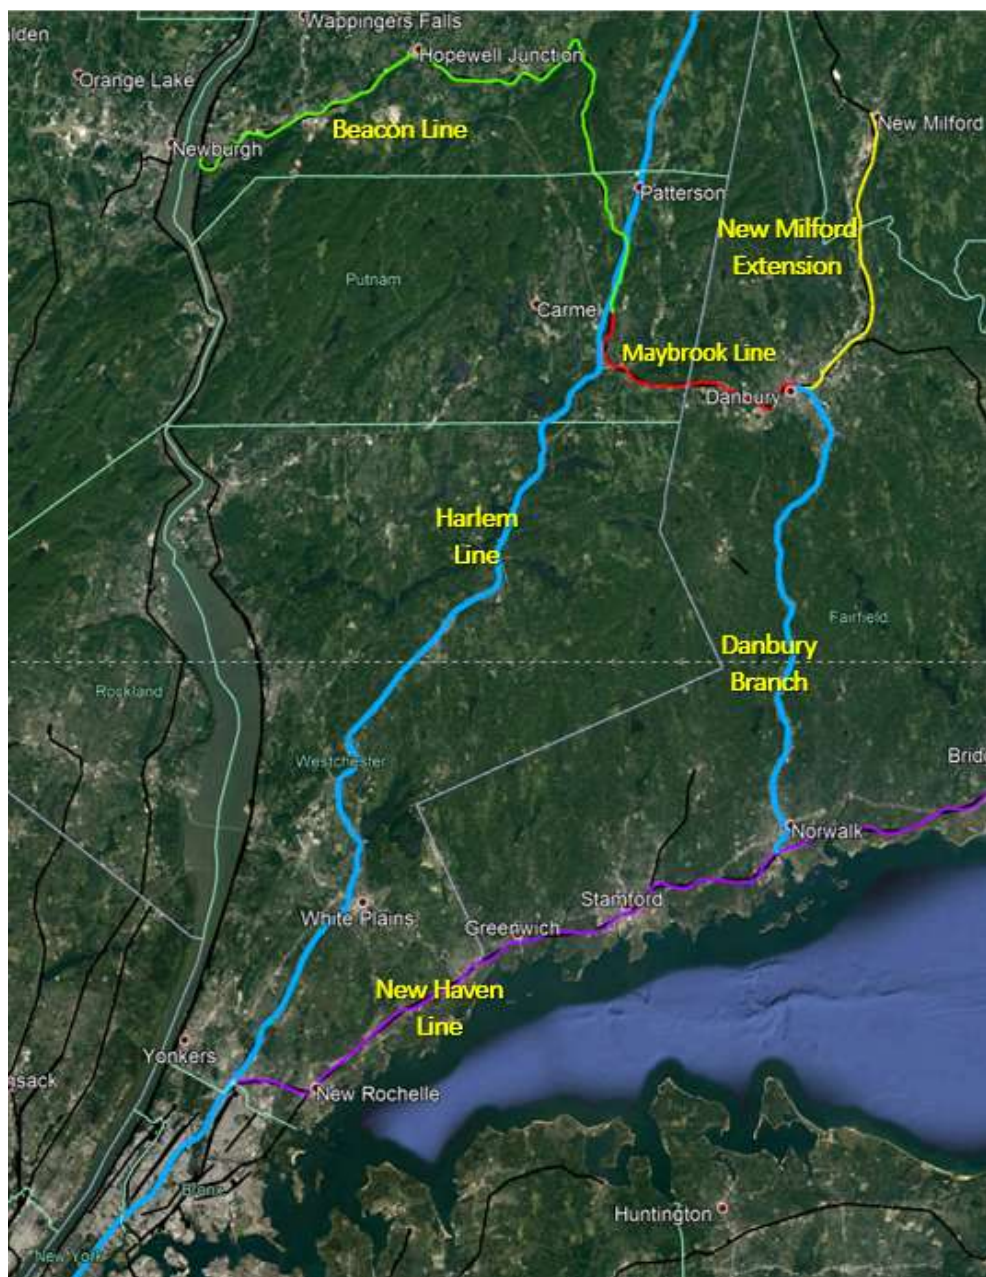 lden
Wappingers Falls
Hopewell Junction
Orange Lake
Beacon Line
New Milford
Newburgh
Patterson
New Milford
Extension
Putnam
Carmel
Maybrook Line
Danbury
Harlem
Line
Fairfield
Danbury
Branch
Rockland
Westchester
Bridg
Norwalk
Stamford
White Plains
Greenwich
New Haven
Line
Yonkers
nsack
New Rochelle
Bronx
Huntington
New York